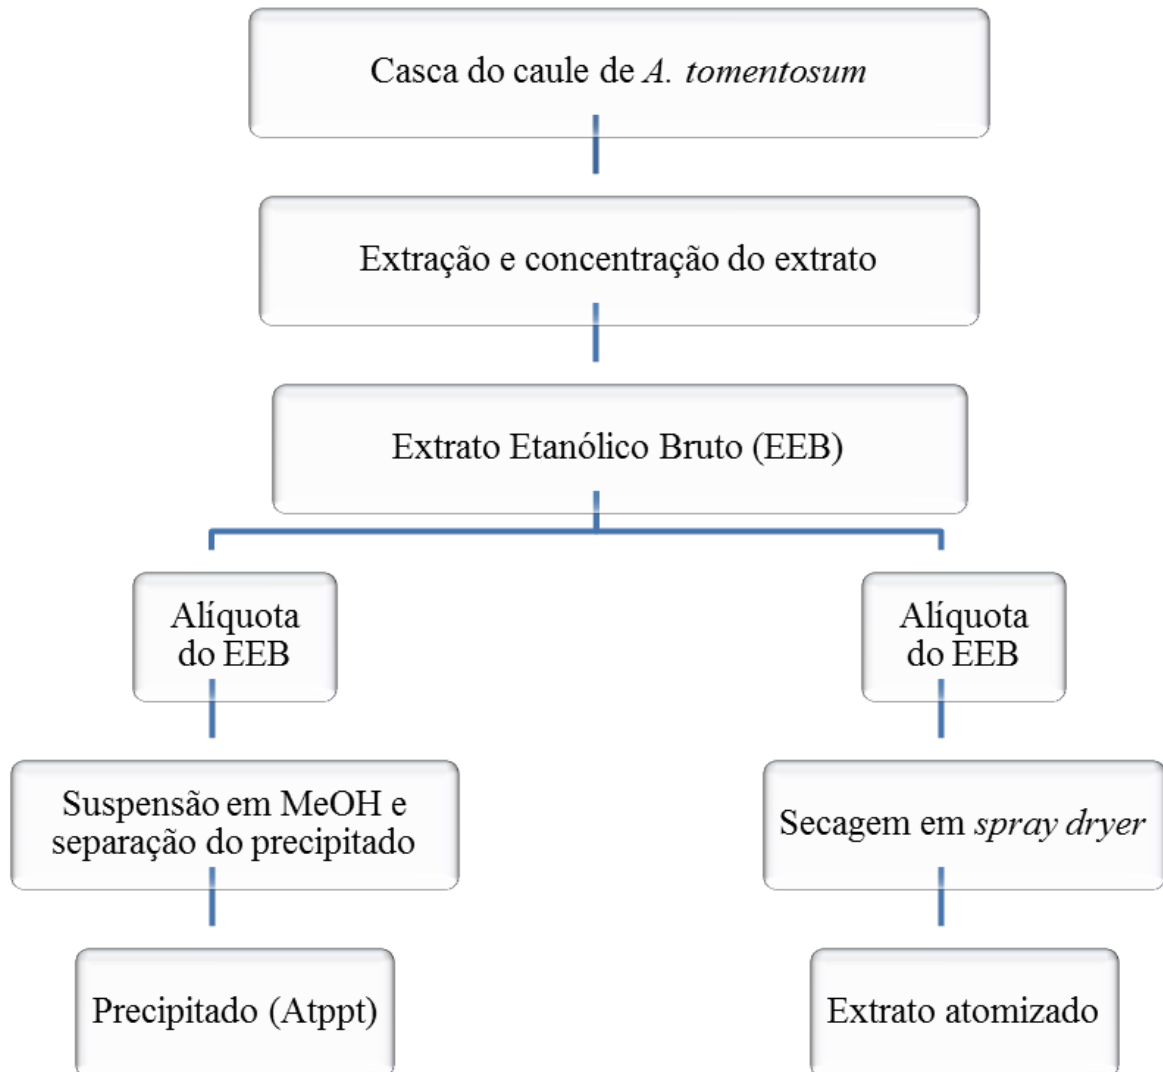 Casca do caule de A. tomentosum
Extração e concentração do extrato
Extrato Etanólico Bruto (EEB)
Alíquota
do EEB
Alíquota
do EEB
Suspensão em MeOH e
separação do precipitado
Secagem em spray dryer
Precipitado (Atppt)
Extrato atomizado